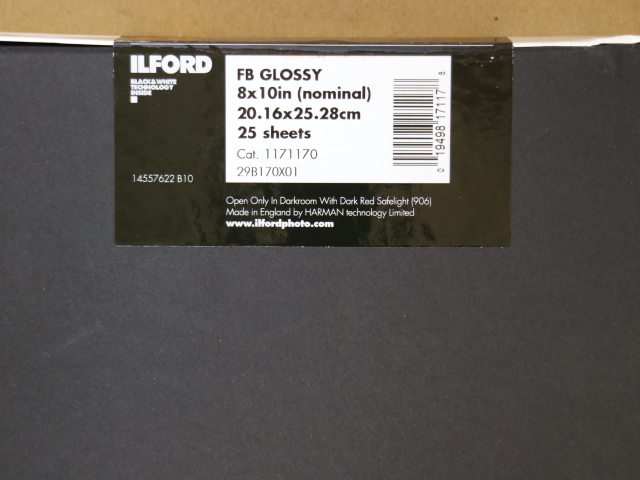 ILFORD
BLACK&WHITE
TECHNOLOGY
INSIDE
14557622 B10
FB GLOSSY
8x10in (nominal)
20.16x25.28cm
25 sheets
Cat. 1171170
29B170X01
0 19498 17117 8
Open Only In Darkroom With Dark Red Safelight (906)
Made in England by HARMAN technology Limited
www.ilfordphoto.com